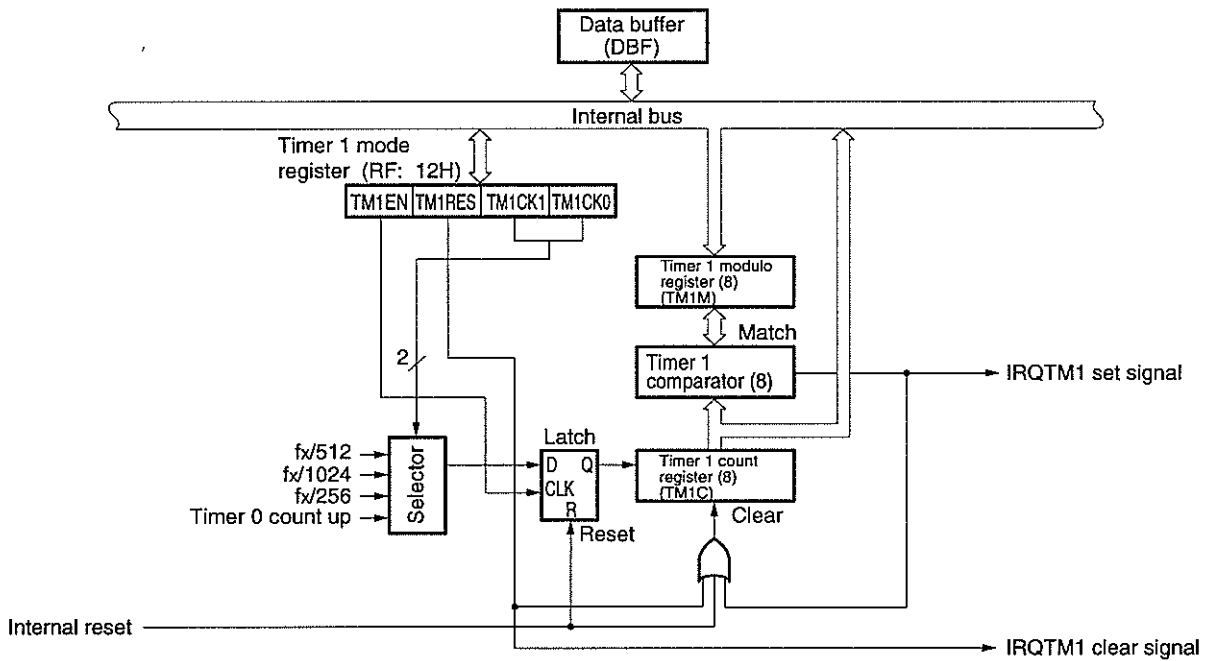 Data buffer
(DBF)
Internal bus
Timer 1 mode
register (RF: 12H)
TM1EN TM1RES TM1CK1 TM1CK0
Timer 1 modulo
register (8)
(TM1M)
Match
2
Timer 1
comparator (8)
IRQTM1 set signal
Latch
fx/512
fx/1024
fx/256
Timer 0 count up
Selector
D Q
CLK
R
Reset
Timer 1 count
register (8)
(TM1C)
Clear
Internal reset
IRQTM1 clear signal